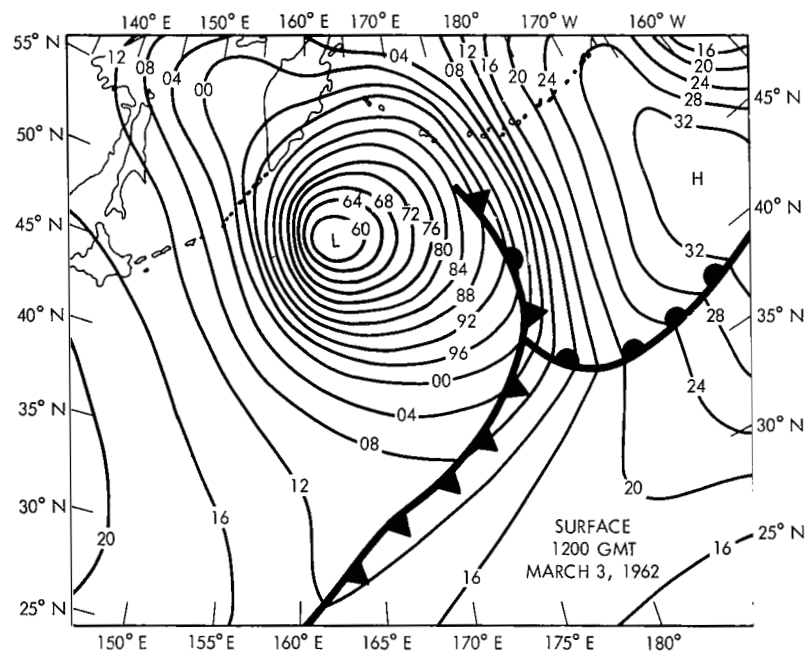 140° E 150° E 160° E 170° E 180° 170° W 160° W
55° N
12 08 04 00 04 12 08 16 20 24
16
20
24
28
45° N
50° N
32
H
64 68 72 76
60
L
80
84
88
92
96
00
04
08
45° N
40° N
32
28
40° N
35° N
24
35° N
30° N
12
20
30° N
16
20
SURFACE
1200 GMT
MARCH 3, 1962
25° N
16
16
25° N
150° E 155° E 160° E 165° E 170° E 175° E 180°